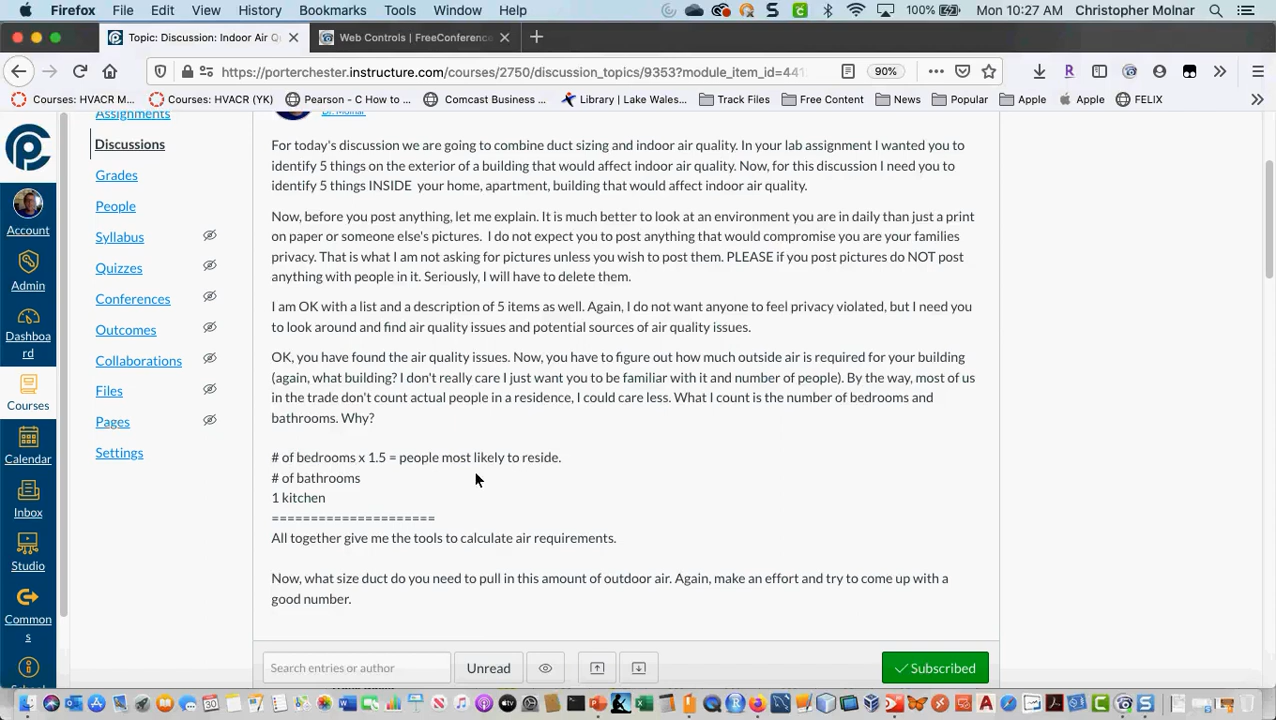 Firefox File Edit View History Bookmarks Tools Window Help 100% Mon 10:27 AM Christopher Molnar
Topic: Discussion: Indoor Air Q Web Controls | FreeConference
https://porterchester.instructure.com/courses/2750/discussion_topics/9353?module_item_id=441 90%
Courses: HVACR M... Courses: HVACR (YK) Pearson - C How to ... Comcast Business ... Library | Lake Wales... Track Files Free Content News Popular Apple Apple FELIX
Account
Admin
Dashboa
rd
Courses
Calendar
Inbox
Studio
Common
s
Assignments
Discussions
Grades
People
Syllabus
Quizzes
Conferences
Outcomes
Collaborations
Files
Pages
Settings
Dr. Molnar
For today's discussion we are going to combine duct sizing and indoor air quality. In your lab assignment I wanted you to
identify 5 things on the exterior of a building that would affect indoor air quality. Now, for this discussion I need you to
identify 5 things INSIDE your home, apartment, building that would affect indoor air quality.
Now, before you post anything, let me explain. It is much better to look at an environment you are in daily than just a print
on paper or someone else's pictures. I do not expect you to post anything that would compromise you are your families
privacy. That is what I am not asking for pictures unless you wish to post them. PLEASE if you post pictures do NOT post
anything with people in it. Seriously, I will have to delete them.
I am OK with a list and a description of 5 items as well. Again, I do not want anyone to feel privacy violated, but I need you
to look around and find air quality issues and potential sources of air quality issues.
OK, you have found the air quality issues. Now, you have to figure out how much outside air is required for your building
(again, what building? I don't really care I just want you to be familiar with it and number of people). By the way, most of us
in the trade don't count actual people in a residence, I could care less. What I count is the number of bedrooms and
bathrooms. Why?
# of bedrooms x 1.5 = people most likely to reside.
# of bathrooms
1 kitchen
=====================
All together give me the tools to calculate air requirements.
Now, what size duct do you need to pull in this amount of outdoor air. Again, make an effort and try to come up with a
good number.
Search entries or author Unread Subscribed